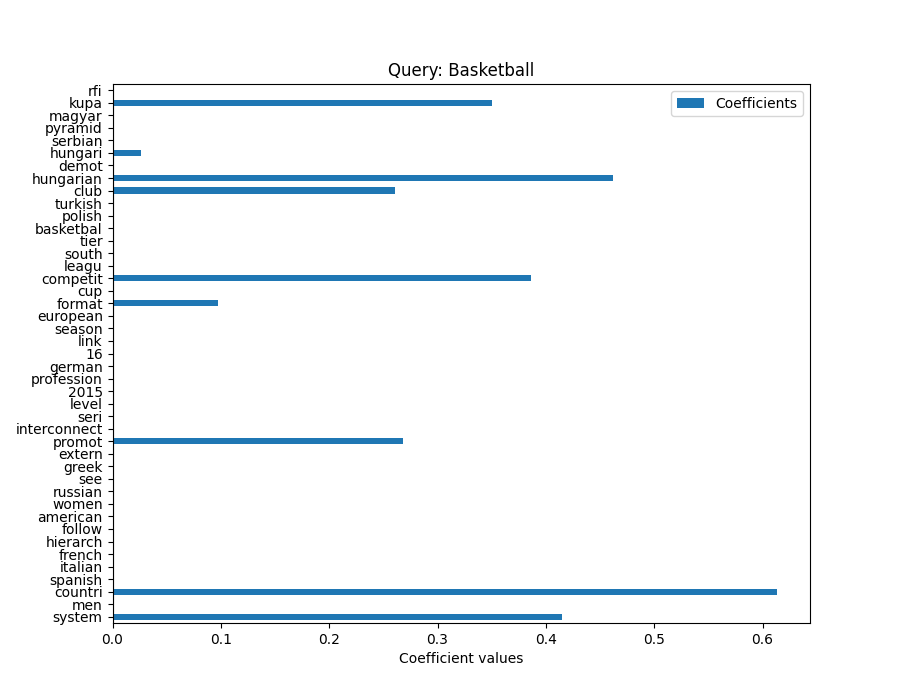 Query: Basketball
Coefficients
rfi
kupa
magyar
pyramid
serbian
hungari
demot
hungarian
club
turkish
polish
basketbal
tier
south
leagu
competit
cup
format
european
season
link
16
german
profession
2015
level
seri
interconnect
promot
extern
greek
see
russian
women
american
follow
hierarch
french
italian
spanish
countri
men
system
0.0 0.1 0.2 0.3 0.4 0.5 0.6
Coefficient values